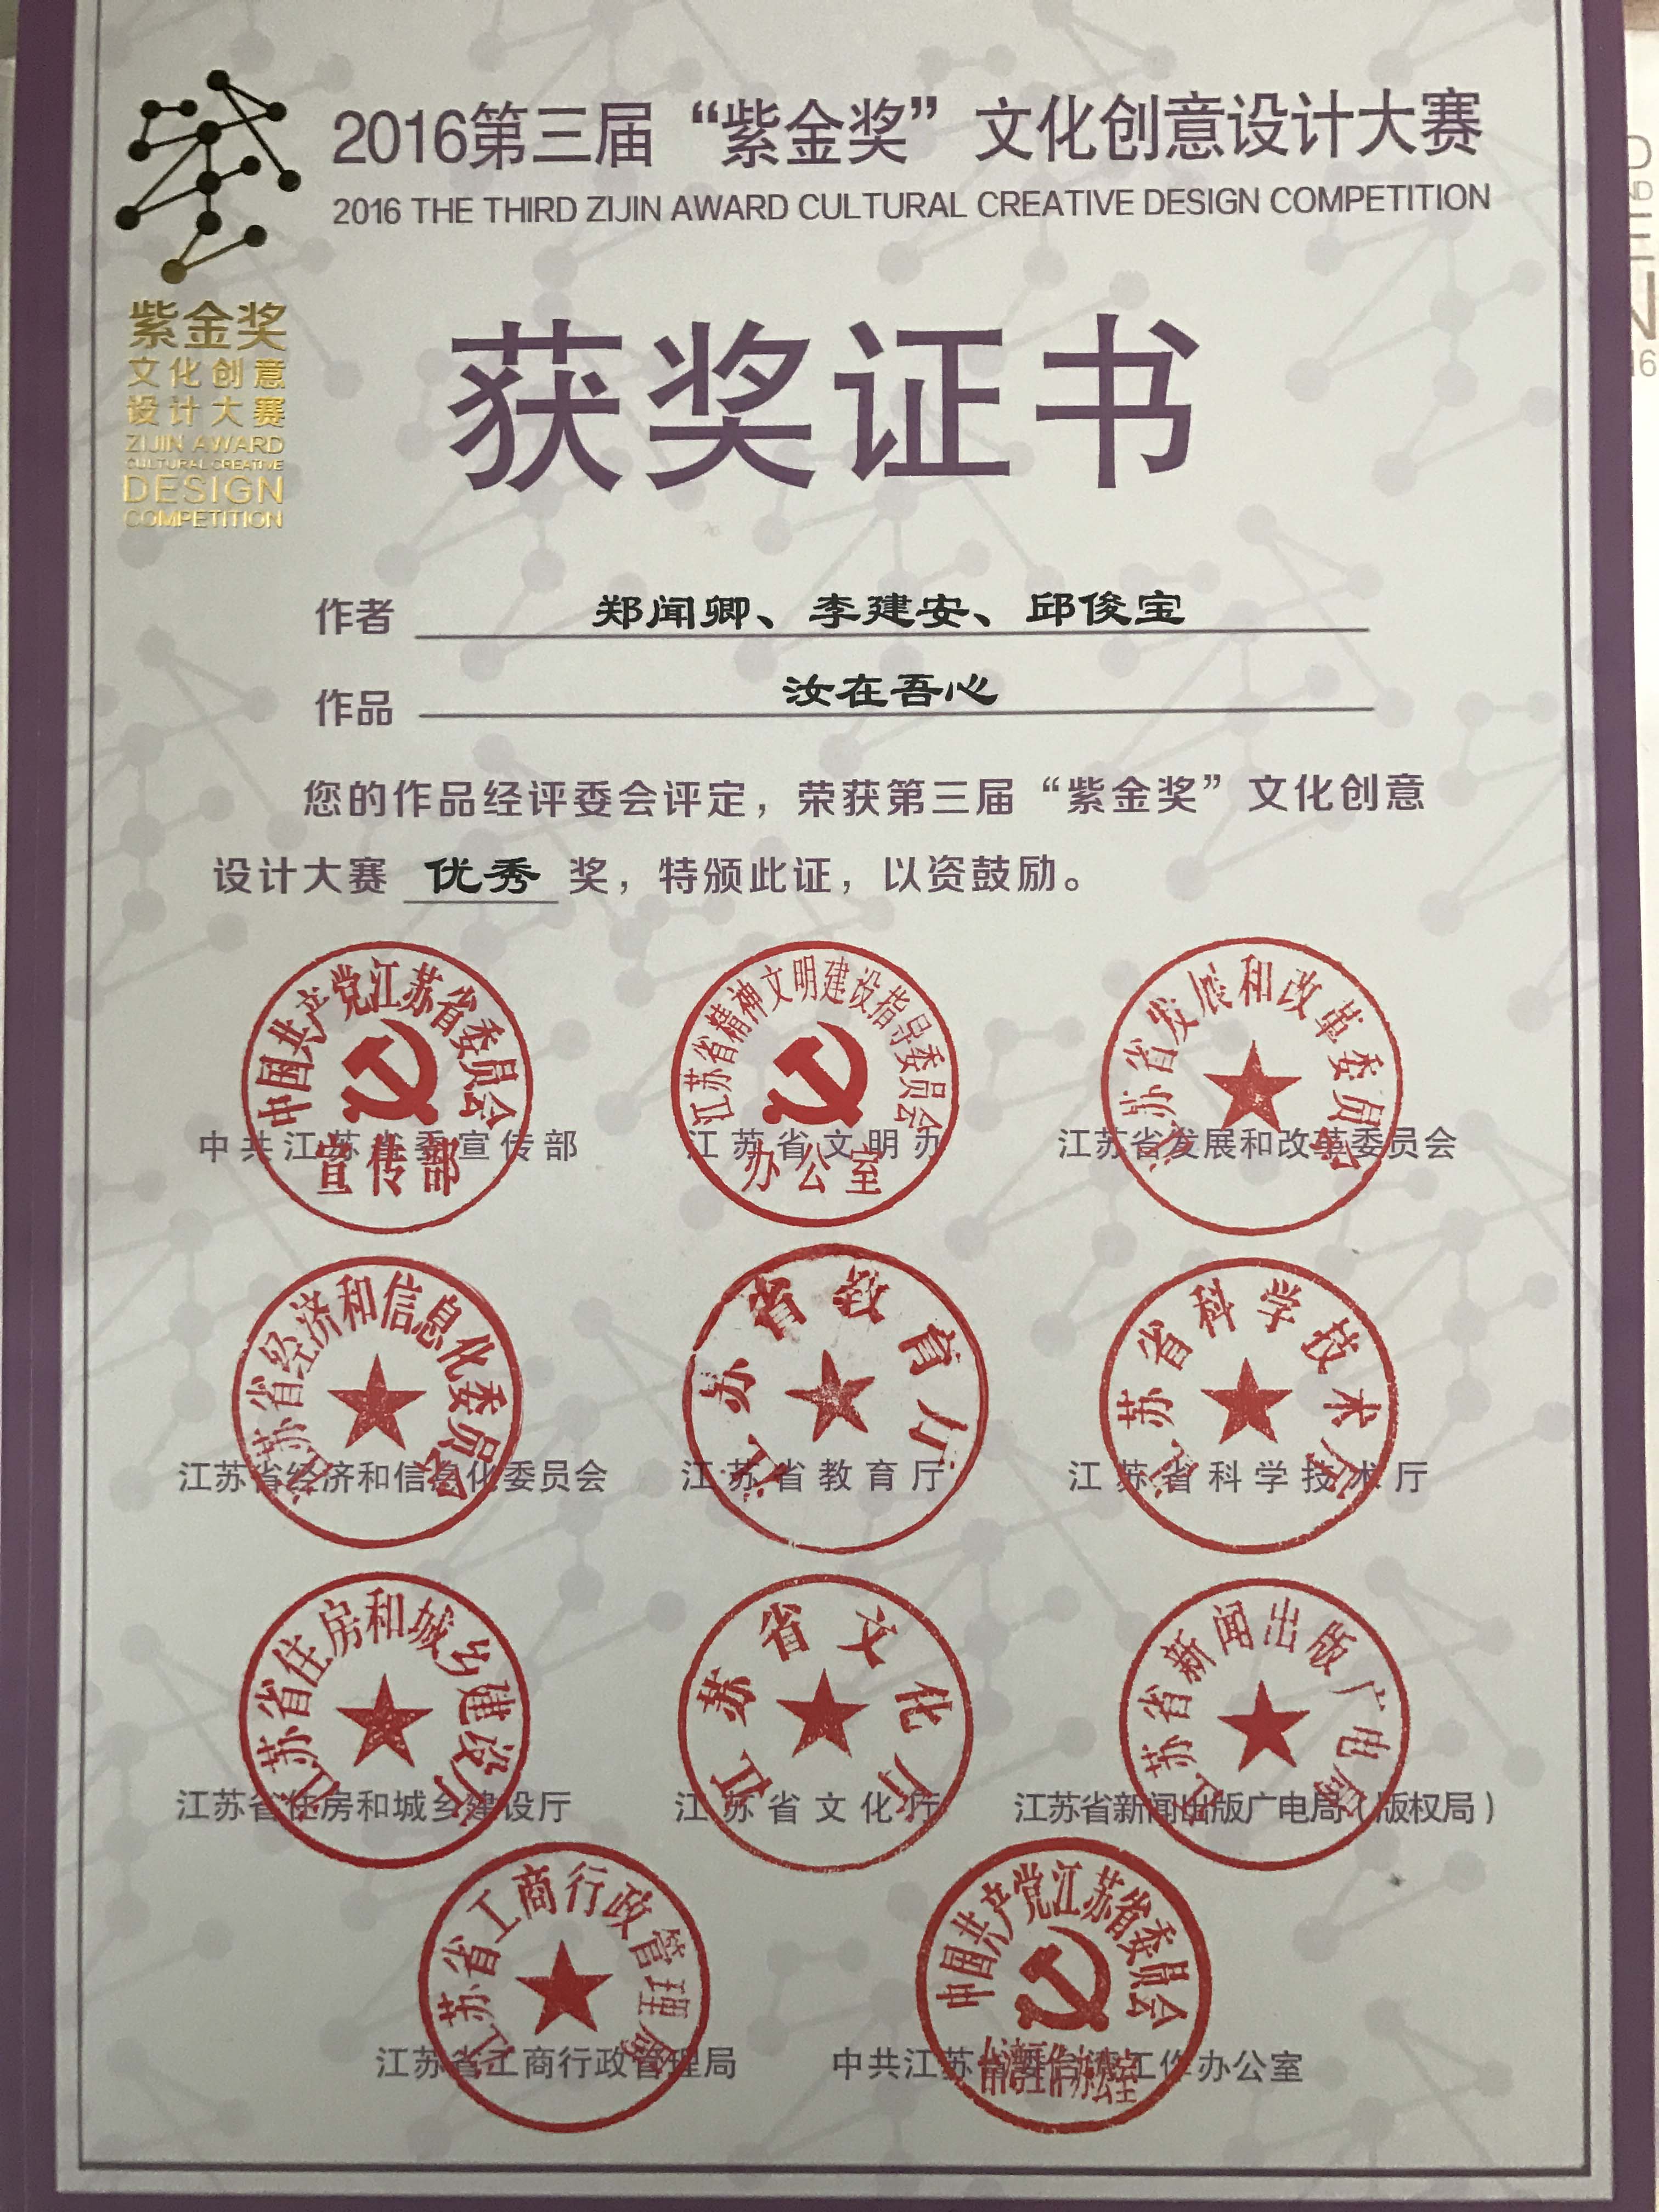 2016第三届“紫金奖”文化创意设计大赛
2016 THE THIRD ZIJIN AWARD CULTURAL CREATIVE DESIGN COMPETITION
紫金奖
文化创意
设计大赛
ZIJIN AWARD
CULTURAL CREATIVE
DESIGN
COMPETITION
获奖证书
作者 郑闻卿、李建安、邱俊宝
作品 汝在吾心
您的作品经评委会评定，荣获第三届“紫金奖”文化创意
设计大赛 优秀 奖，特颁此证，以资鼓励。
中国共产党江苏省委员会
宣传部
中共江苏省委宣传部
江苏省精神文明建设指导委员会
办公室
江苏省文明办
江苏省发展和改革委员会
江苏省发展和改革委员会
江苏省经济和信息化委员会
江苏省经济和信息化委员会
江苏省教育厅
江苏省教育厅
江苏省科学技术厅
江苏省科学技术厅
江苏省住房和城乡建设厅
江苏省住房和城乡建设厅
江苏省文化厅
江苏省文化厅
江苏省新闻出版广电局
江苏省新闻出版广电局（版权局）
江苏省工商行政管理局
江苏省工商行政管理局
中国共产党江苏省委员会
台湾工作办公室
中共江苏省委台湾工作办公室